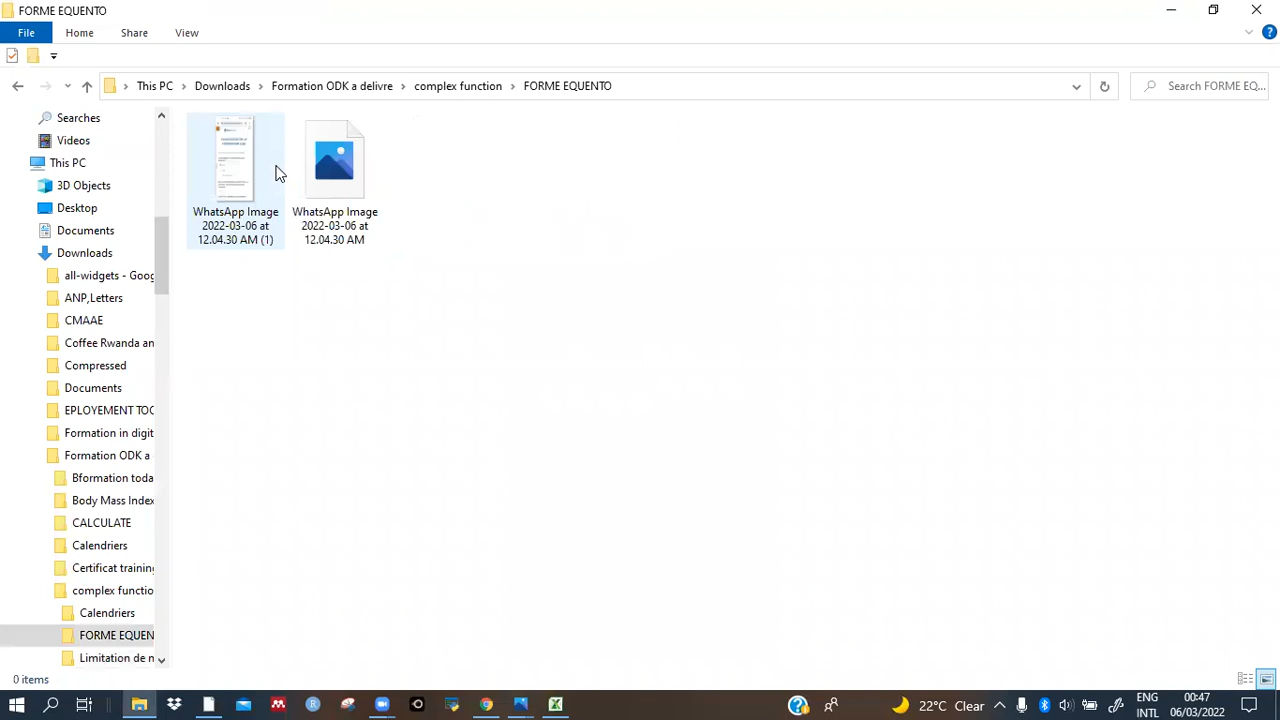 FORME EQUENTO
File
Home
Share
View
This PC
Downloads
Formation ODK a delivre
complex function
FORME EQUENTO
Search FORME EQ...
Searches
Videos
This PC
3D Objects
Desktop
Documents
Downloads
all-widgets - Goog
ANP,Letters
CMAAE
Coffee Rwanda an
Compressed
Documents
EPLOYEMENT TOO
Formation in digit
Formation ODK a
Bformation toda
Body Mass Index
CALCULATE
Calendriers
Certificat training
complex functio
Calendriers
FORME EQUEN
Limitation de n
WhatsApp Image
2022-03-06 at
12.04.30 AM (1)
WhatsApp Image
2022-03-06 at
12.04.30 AM
0 items
22°C Clear
ENG
INTL
00:47
06/03/2022